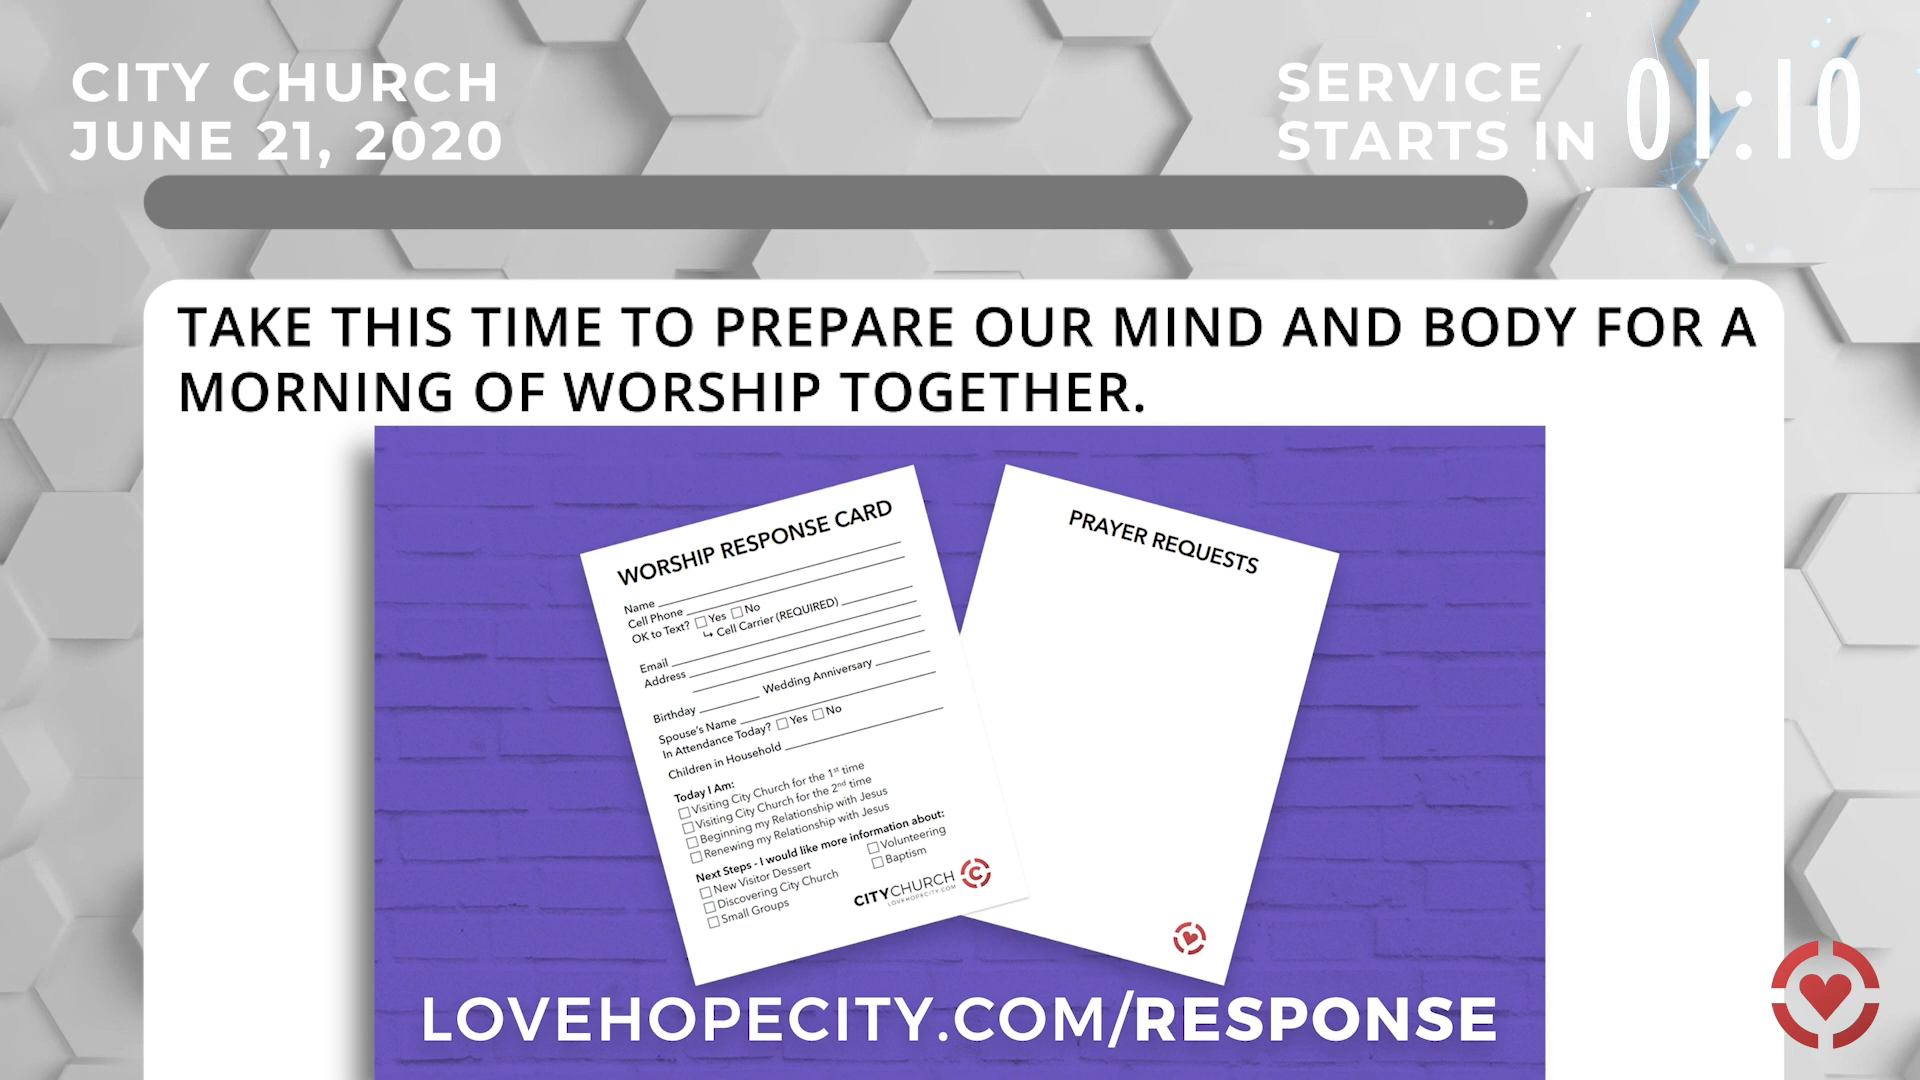 CITY CHURCH
JUNE 21, 2020
SERVICE
STARTS IN 01:10
TAKE THIS TIME TO PREPARE OUR MIND AND BODY FOR A
MORNING OF WORSHIP TOGETHER.
WORSHIP RESPONSE CARD
Name
Cell Phone
OK to Text? Yes No
Cell Carrier (REQUIRED)
Email
Address
Birthday Wedding Anniversary
Spouse's Name
In Attendance Today? Yes No
Children in Household
Today I Am:
Visiting City Church for the 1st time
Visiting City Church for the 2nd time
Beginning my Relationship with Jesus
Renewing my Relationship with Jesus
Next Steps - I would like more information about:
New Visitor Dessert Volunteering
Discovering City Church Baptism
Small Groups
CITYCHURCH
LOVEHOPECITY.COM
PRAYER REQUESTS
LOVEHOPECITY.COM/RESPONSE